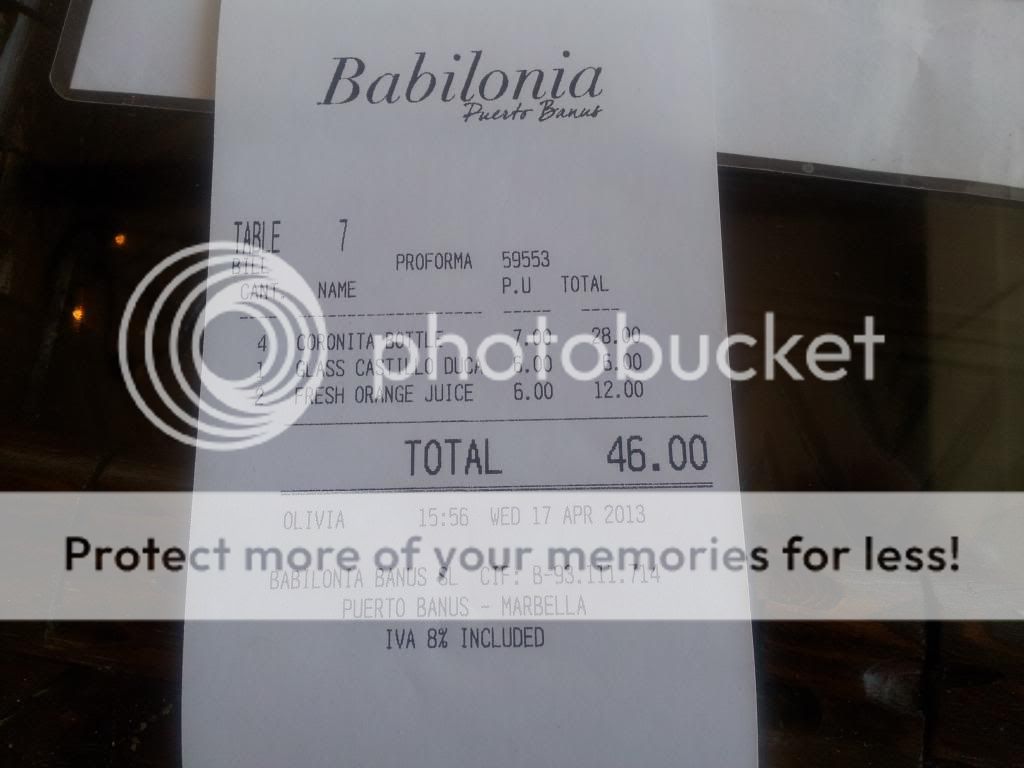 Babilonia
Puerto Banus
TABLE 7
BILL PROFORMA 59553
CANT. NAME P.U TOTAL
4 CORONITA BOTTLE 7.00 28.00
1 GLASS CASTILLO DUCA 6.00 6.00
2 FRESH ORANGE JUICE 6.00 12.00
photobucket
TOTAL 46.00
OLIVIA 15:56 WED 17 APR 2013
Protect more of your memories for less!
BABILONIA BANUS SL CIF: B-93.111.714
PUERTO BANUS - MARBELLA
IVA 8% INCLUDED